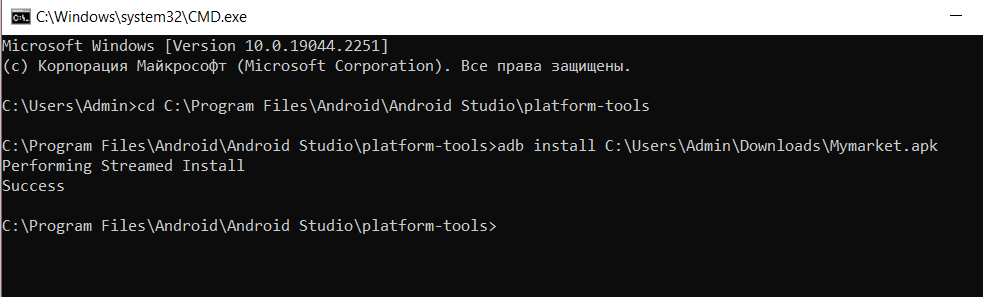 C:\Windows\system32\CMD.exe
Microsoft Windows [Version 10.0.19044.2251]
(c) Корпорация Майкрософт (Microsoft Corporation). Все права защищены.
C:\Users\Admin>cd C:\Program Files\Android\Android Studio\platform-tools
C:\Program Files\Android\Android Studio\platform-tools>adb install C:\Users\Admin\Downloads\Mymarket.apk
Performing Streamed Install
Success
C:\Program Files\Android\Android Studio\platform-tools>